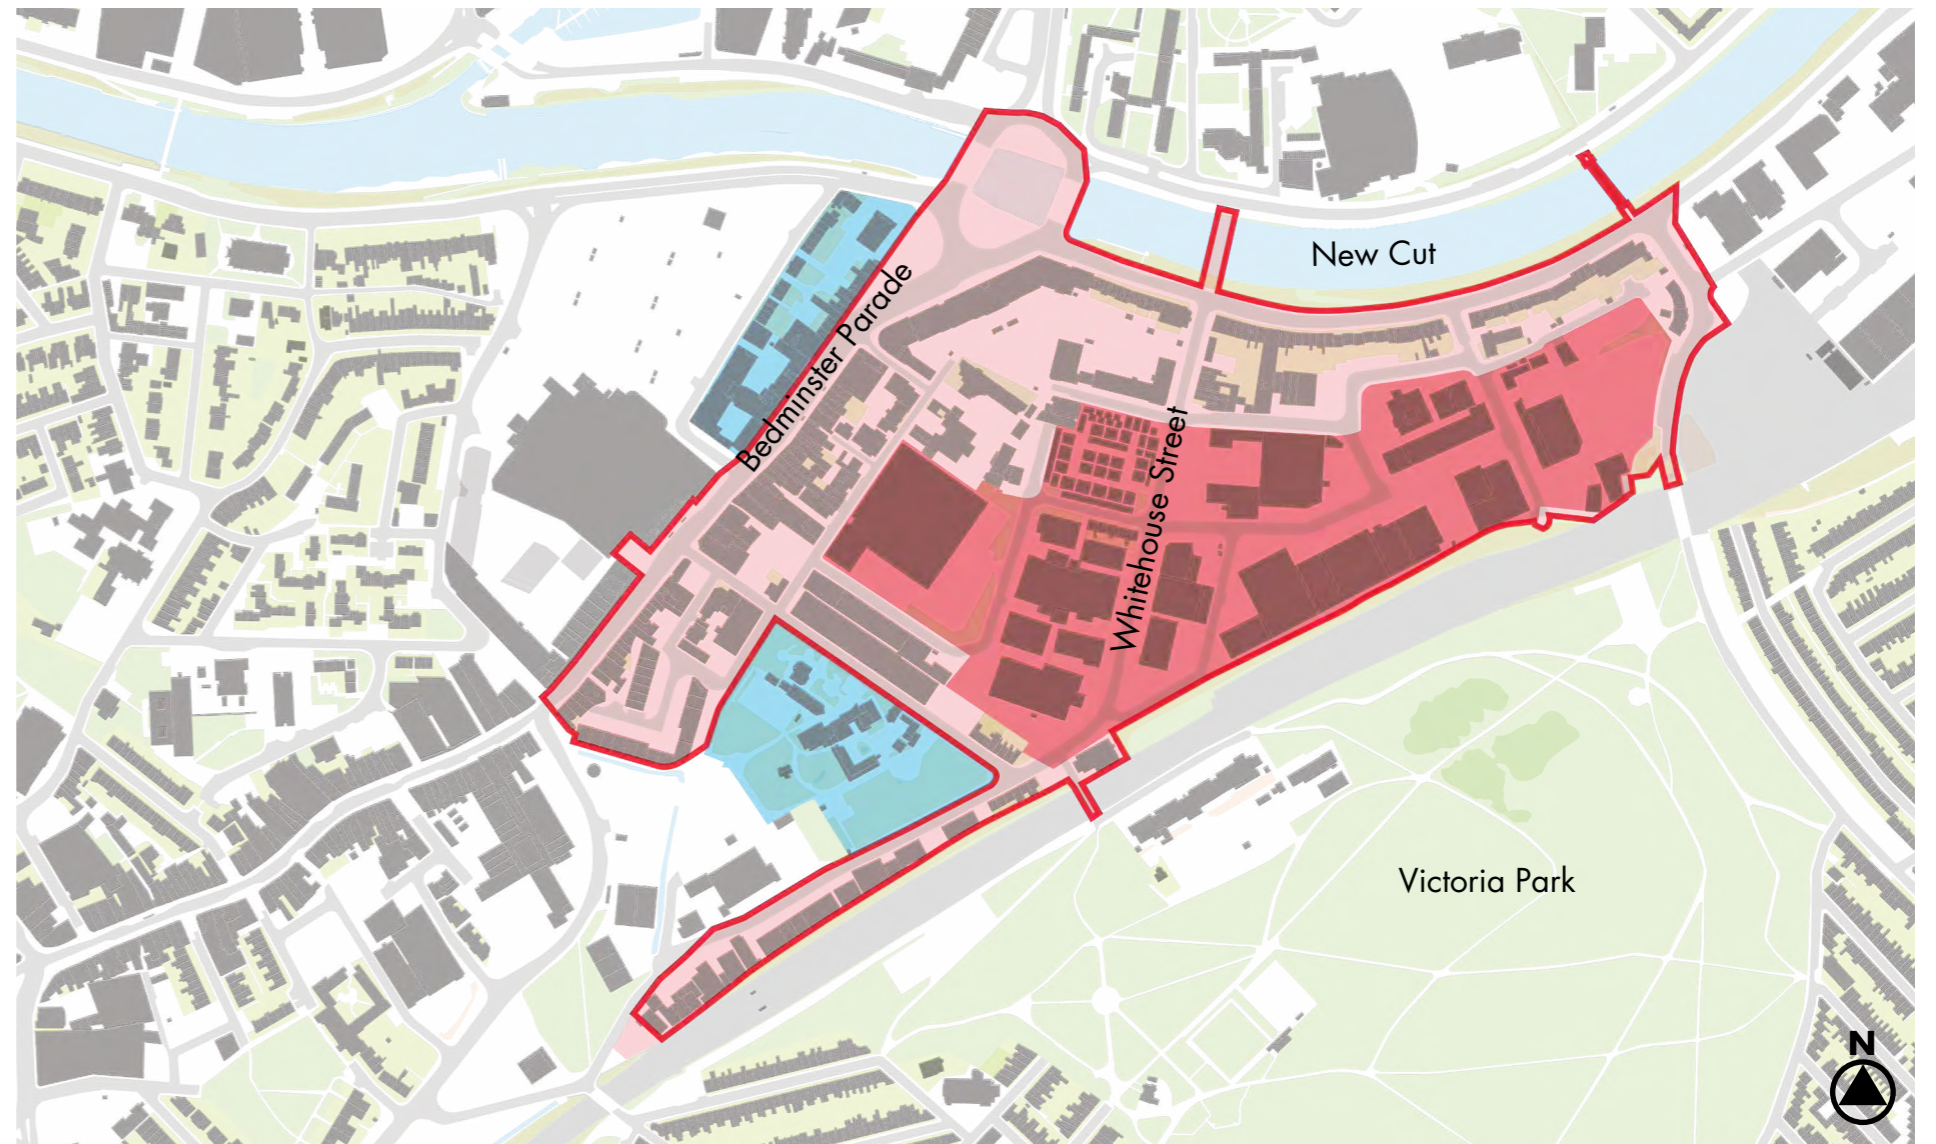 New Cut
Bedminster Parade
Whitehouse Street
Victoria Park
N